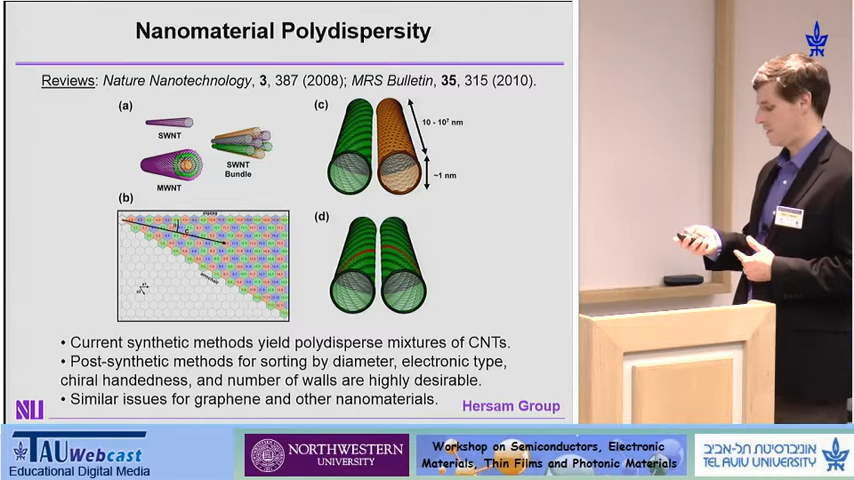 Nanomaterial Polydispersity
Reviews: Nature Nanotechnology, 3, 387 (2008); MRS Bulletin, 35, 315 (2010).
(a)
SWNT
MWNT
SWNT
Bundle
(b)
zigzag
armchair
(c)
10 - 10⁷ nm
~1 nm
(d)
• Current synthetic methods yield polydisperse mixtures of CNTs.
• Post-synthetic methods for sorting by diameter, electronic type,
chiral handedness, and number of walls are highly desirable.
• Similar issues for graphene and other nanomaterials.
NU
Hersam Group
TAU Webcast
Educational Digital Media
NORTHWESTERN
UNIVERSITY
Workshop on Semiconductors, Electronic
Materials, Thin Films and Photonic Materials
אוניברסיטת תל-אביב
TEL AVIV UNIVERSITY